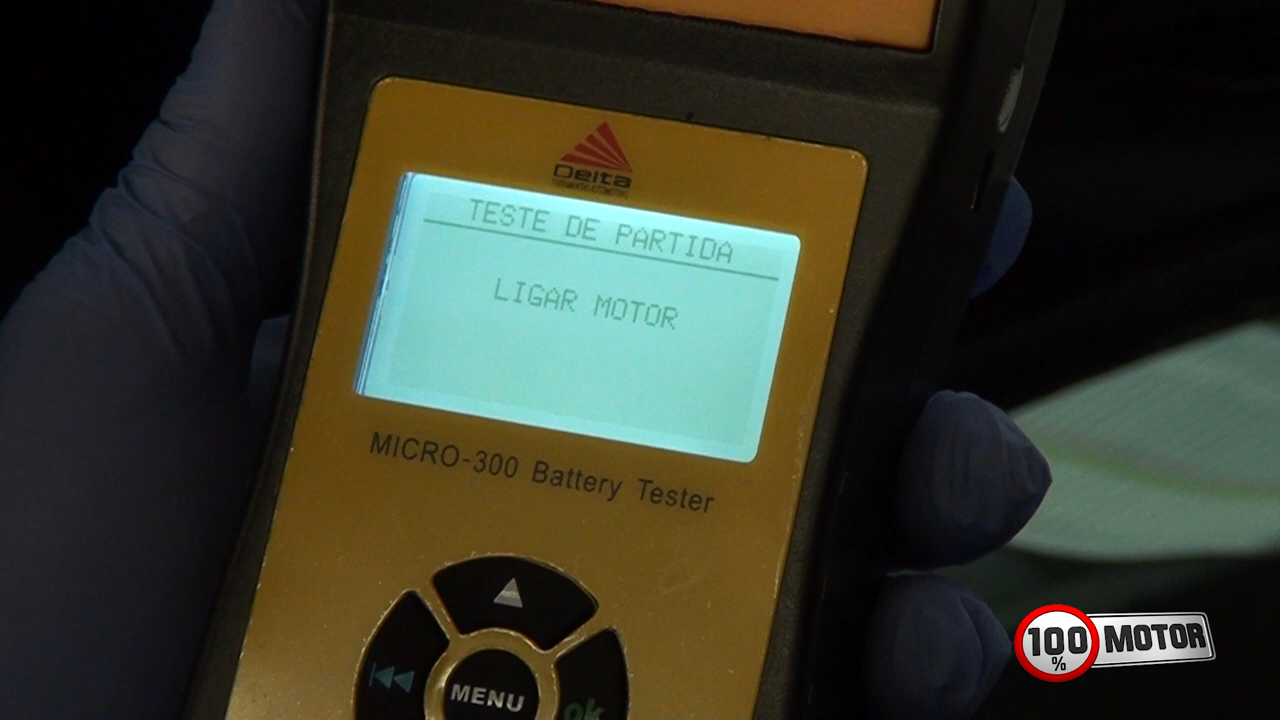 Delta
TESTE DE PARTIDA
LIGAR MOTOR
MICRO-300 Battery Tester
MENU
ok
100%
MOTOR